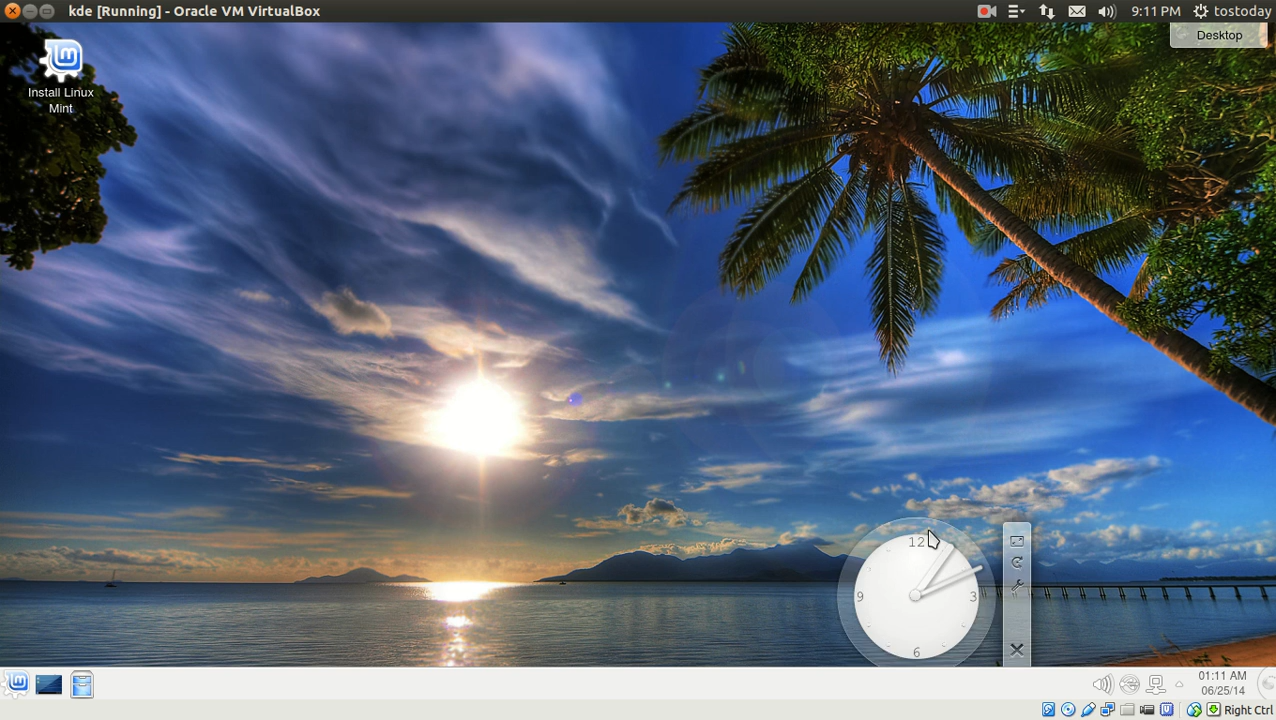 kde [Running] - Oracle VM VirtualBox
9:11 PM
tostoday
Desktop
Install Linux
Mint
12
9
3
6
01:11 AM
06/25/14
Right Ctrl